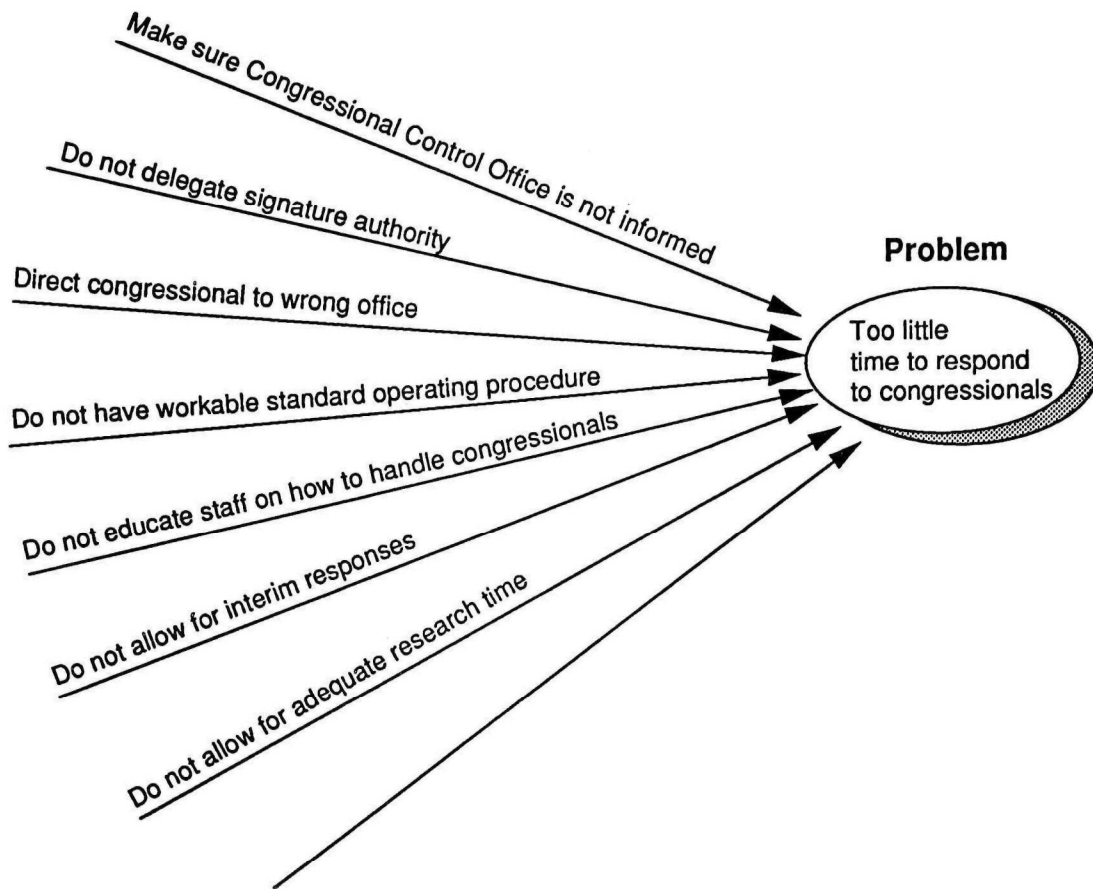 Make sure Congressional Control Office is not informed
Do not delegate signature authority
Direct congressional to wrong office
Do not have workable standard operating procedure
Do not educate staff on how to handle congressionals
Do not allow for interim responses
Do not allow for adequate research time
Problem
Too little
time to respond
to congressionals